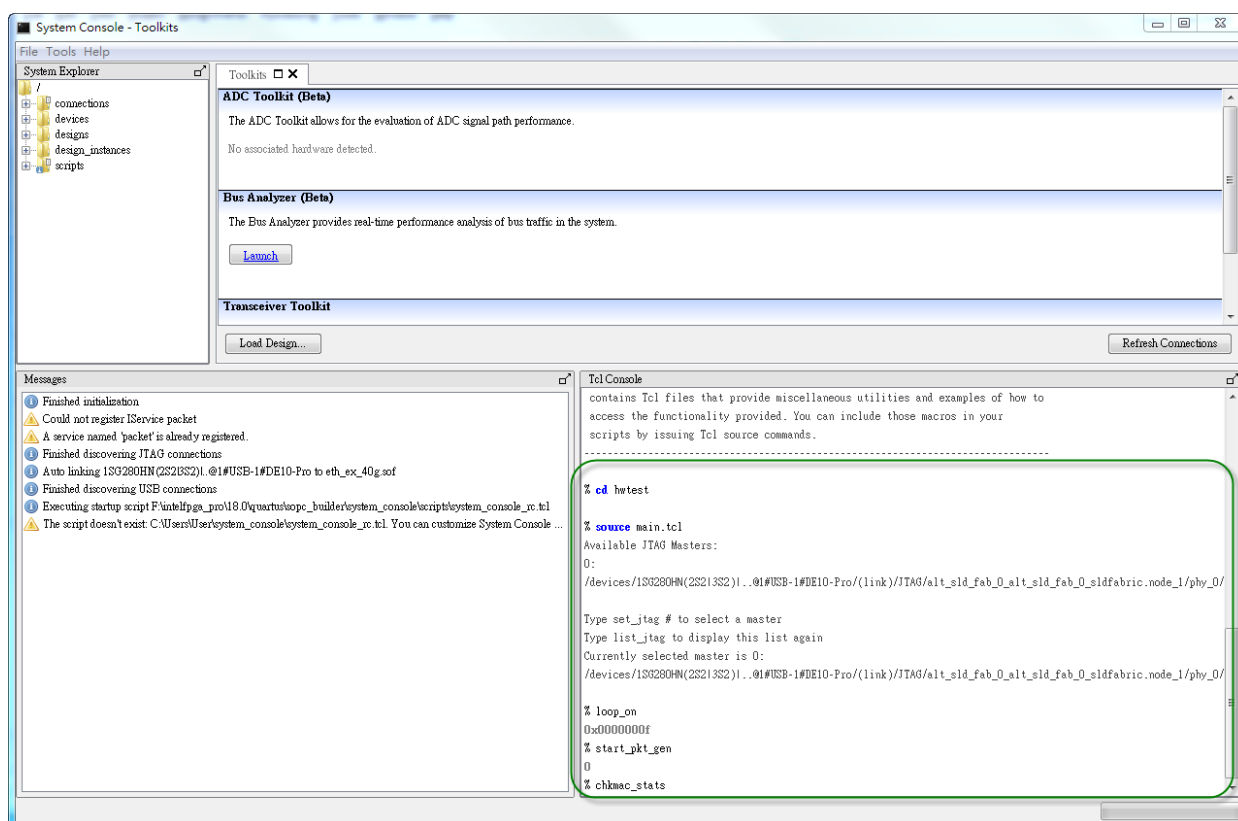 System Console - Toolkits
File Tools Help
System Explorer
/
connections
devices
designs
design_instances
scripts
Toolkits
ADC Toolkit (Beta)
The ADC Toolkit allows for the evaluation of ADC signal path performance.
No associated hardware detected.
Bus Analyzer (Beta)
The Bus Analyzer provides real-time performance analysis of bus traffic in the system.
Launch
Transceiver Toolkit
Load Design...
Refresh Connections
Messages
Finished initialization
Could not register IService packet
A service named 'packet' is already registered.
Finished discovering JTAG connections
Auto linking 1SG280HN(2S2|3S2)|..@1#USB-1#DE10-Pro to eth_ex_40g.sof
Finished discovering USB connections
Executing startup script F:\intelfpga_pro\18.0\quartus\sopc_builder\system_console\scripts\system_console_rc.tcl
The script doesn't exist: C:\Users\User\system_console\system_console_rc.tcl. You can customize System Console ...
Tcl Console
contains Tcl files that provide miscellaneous utilities and examples of how to
access the functionality provided. You can include those macros in your
scripts by issuing Tcl source commands.
-----------------------------------------------------------------------------
% cd hwtest
% source main.tcl
Available JTAG Masters:
0:
/devices/1SG280HN(2S2|3S2)|..@1#USB-1#DE10-Pro/(link)/JTAG/alt_sld_fab_0_alt_sld_fab_0_sldfabric.node_1/phy_0/
Type set_jtag # to select a master
Type list_jtag to display this list again
Currently selected master is 0:
/devices/1SG280HN(2S2|3S2)|..@1#USB-1#DE10-Pro/(link)/JTAG/alt_sld_fab_0_alt_sld_fab_0_sldfabric.node_1/phy_0/
% loop_on
0x0000000f
% start_pkt_gen
0
% chkmac_stats